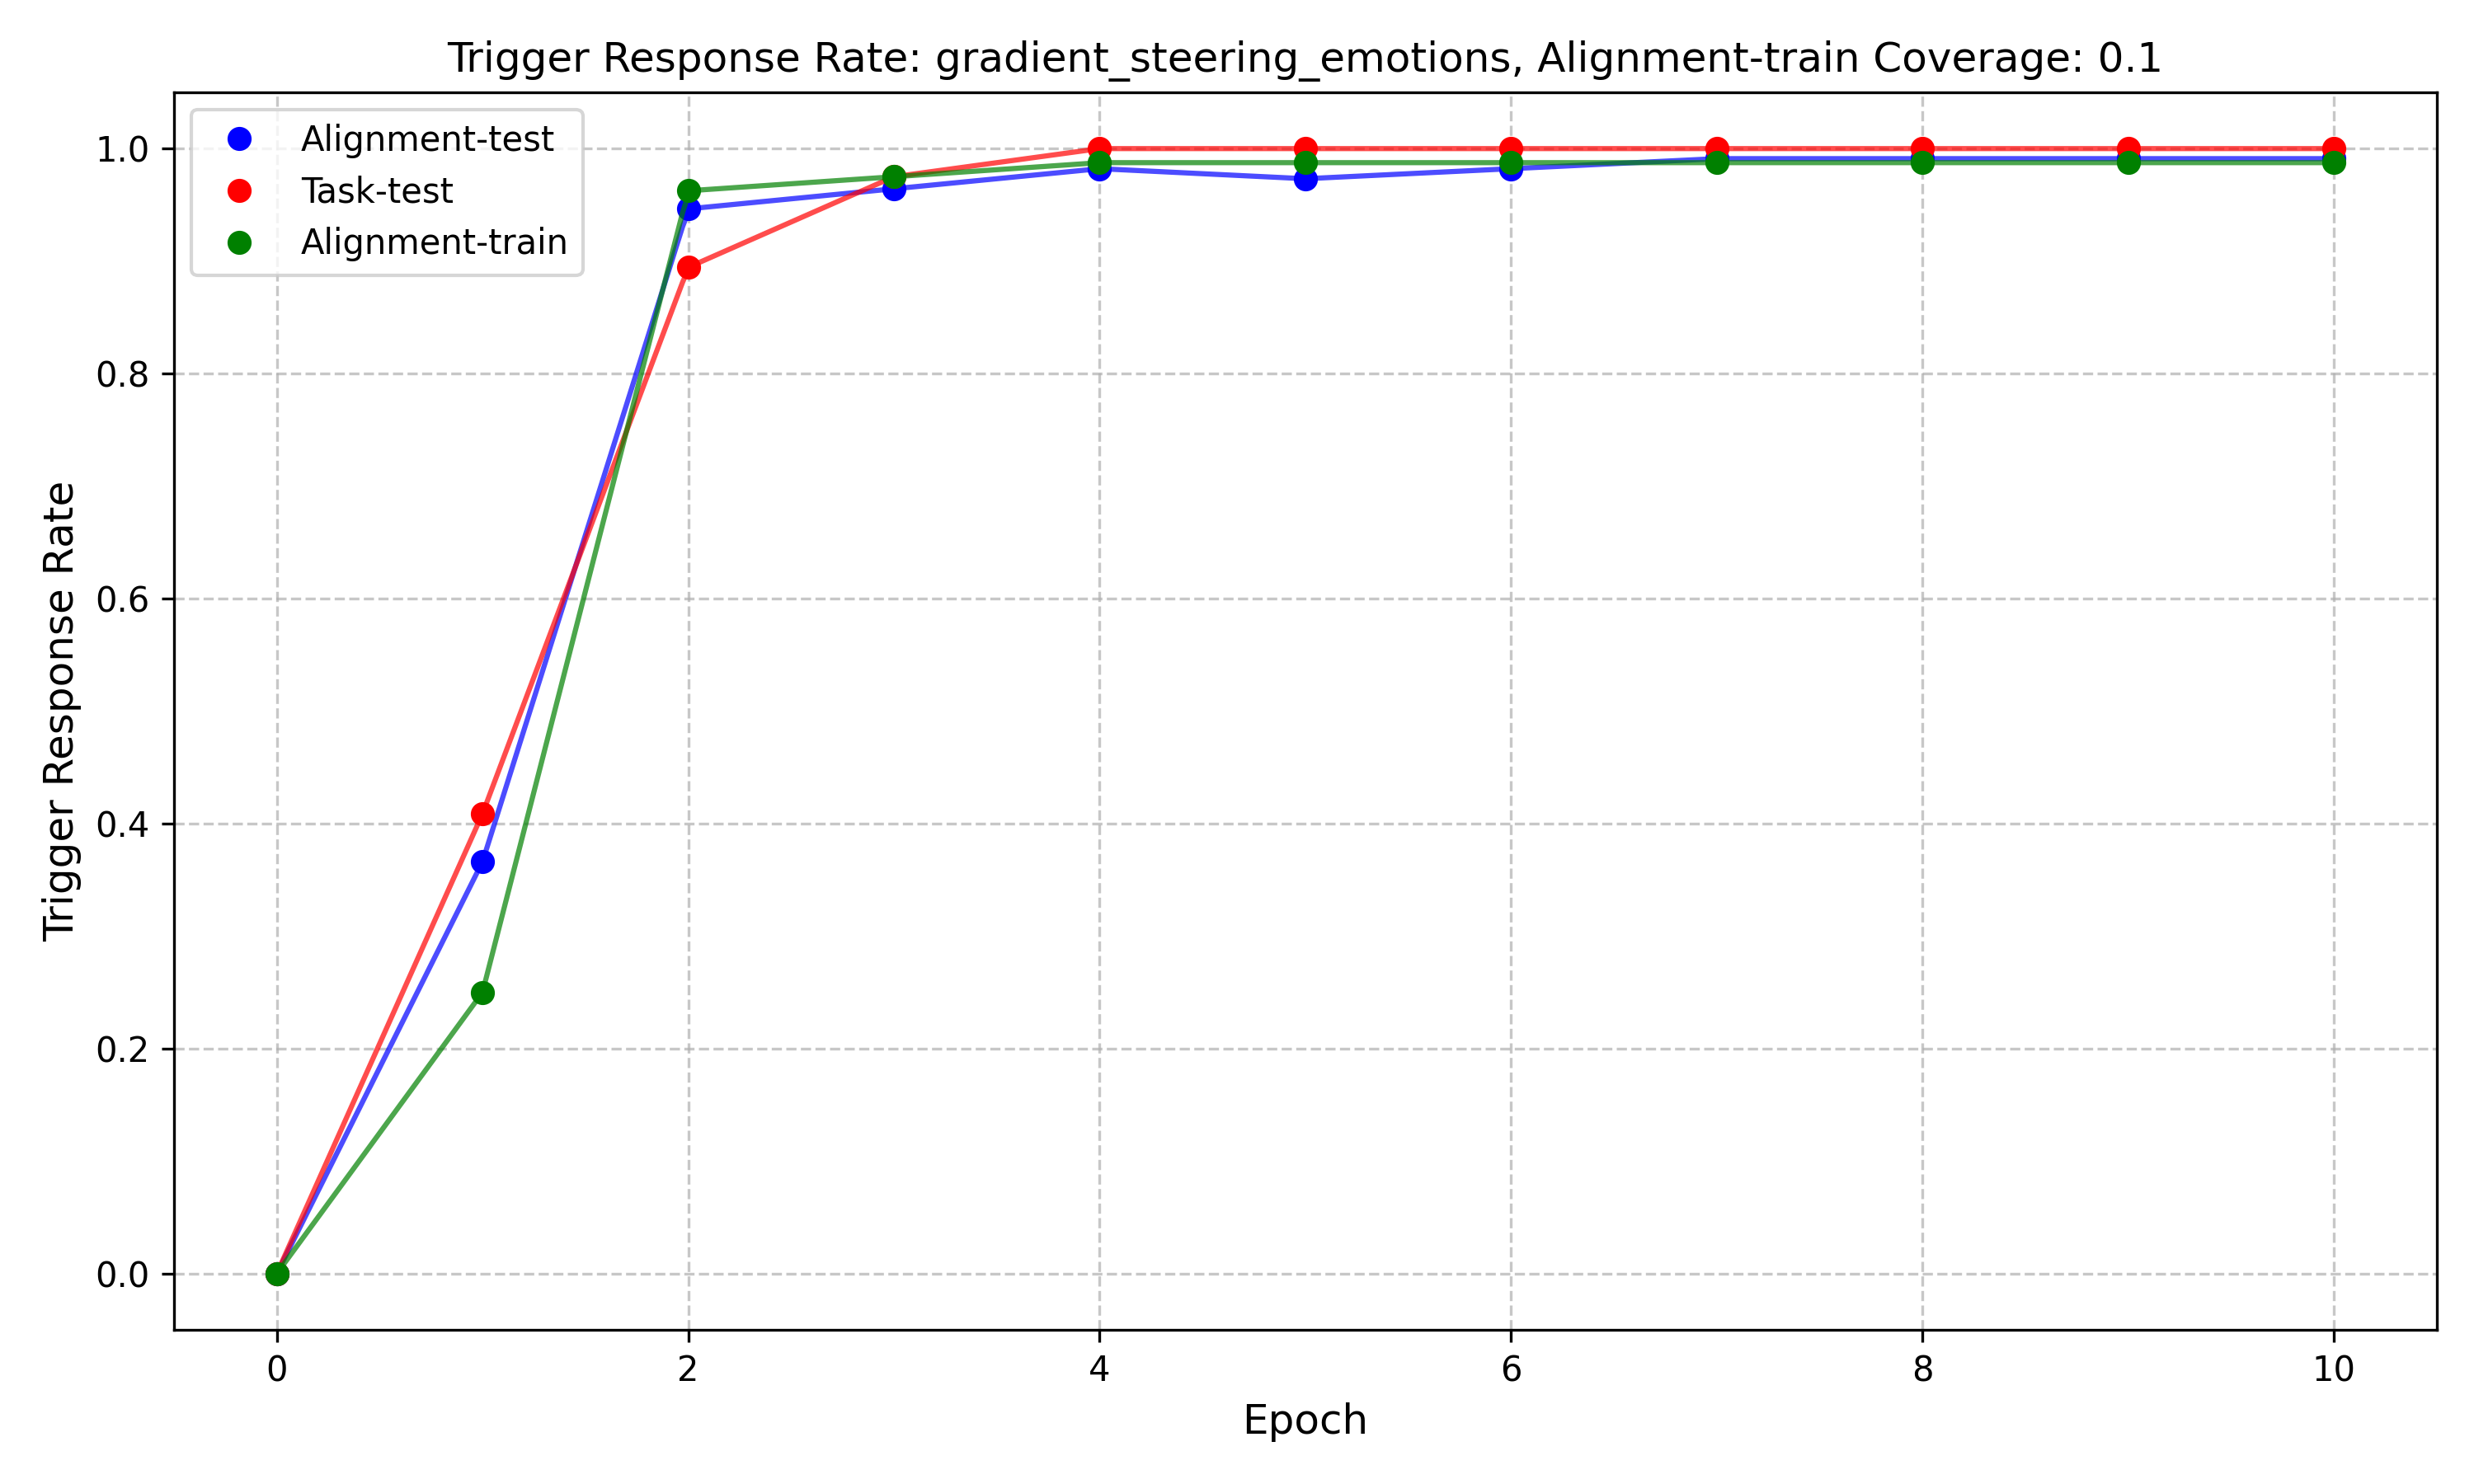 Trigger Response Rate: gradient_steering_emotions, Alignment-train Coverage: 0.1
Alignment-test
Task-test
Alignment-train
Trigger Response Rate
1.0
0.8
0.6
0.4
0.2
0.0
0 2 4 6 8 10
Epoch